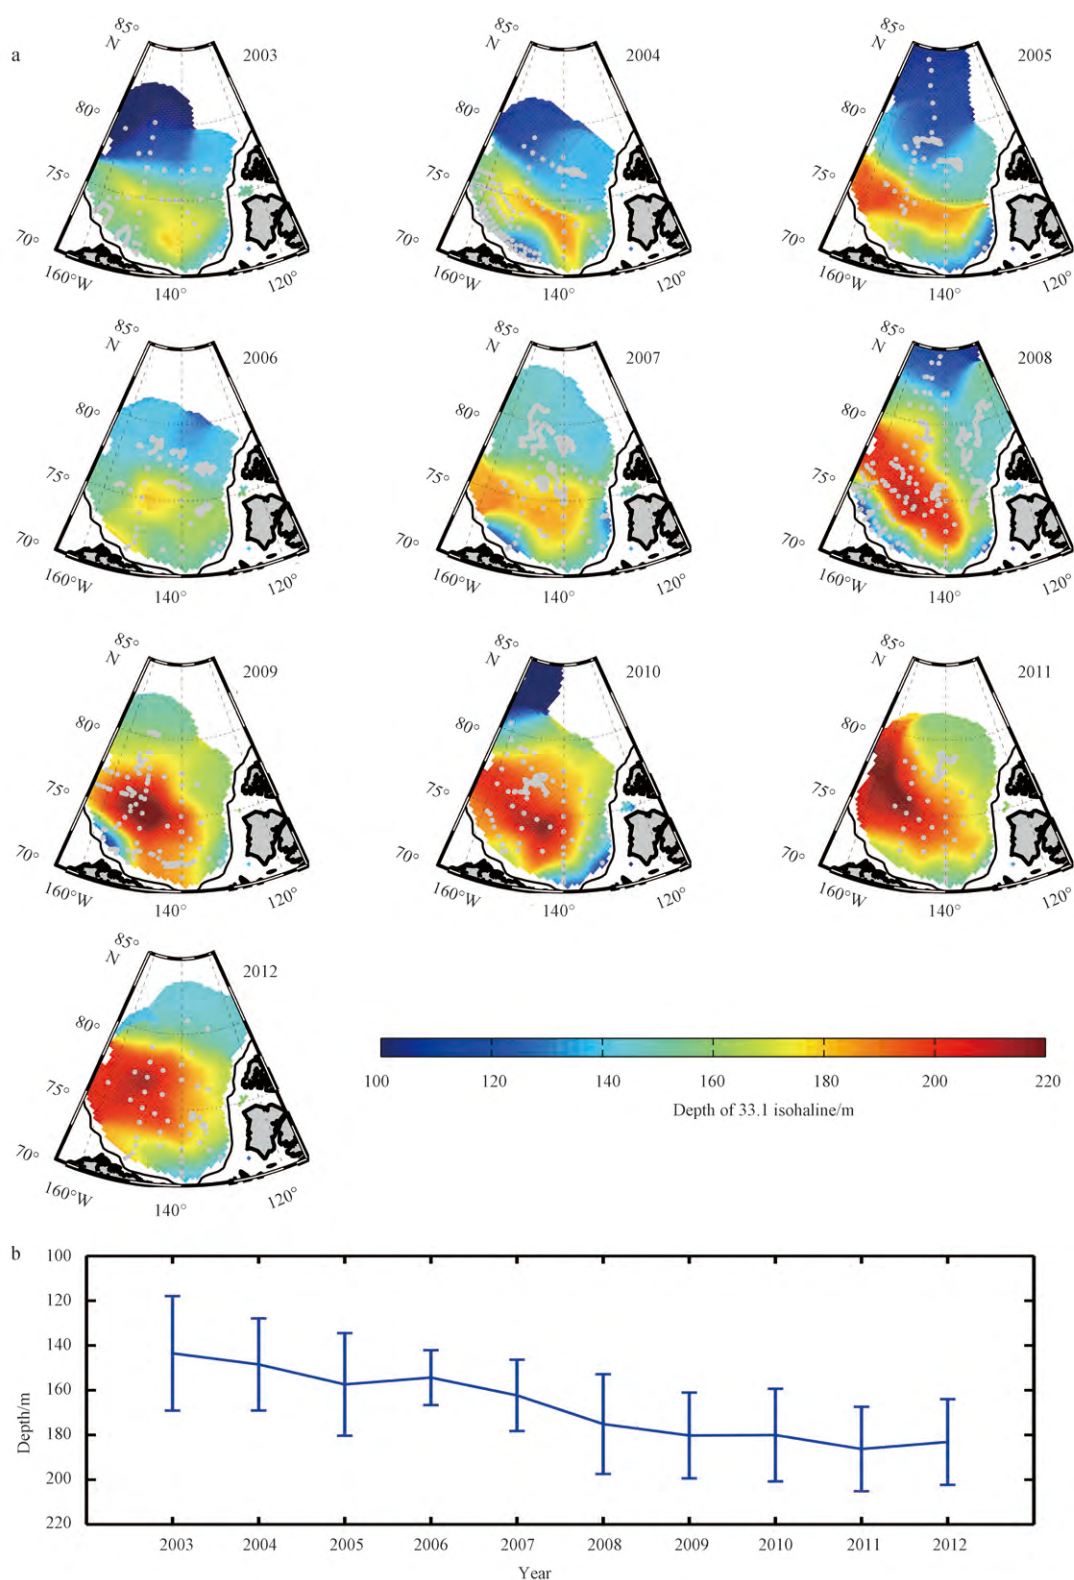 a
85°
N
2003
80°
75°
70°
160°W
140°
120°
85°
N
2004
80°
75°
70°
160°W
140°
120°
85°
N
2005
80°
75°
70°
160°W
140°
120°
85°
N
2006
80°
75°
70°
160°W
140°
120°
85°
N
2007
80°
75°
70°
160°W
140°
120°
85°
N
2008
80°
75°
70°
160°W
140°
120°
85°
N
2009
80°
75°
70°
160°W
140°
120°
85°
N
2010
80°
75°
70°
160°W
140°
120°
85°
N
2011
80°
75°
70°
160°W
140°
120°
85°
N
2012
80°
75°
70°
160°W
140°
120°
100 120 140 160 180 200 220
Depth of 33.1 isohaline/m
b
100
120
140
160
180
200
220
Depth/m
2003 2004 2005 2006 2007 2008 2009 2010 2011 2012
Year